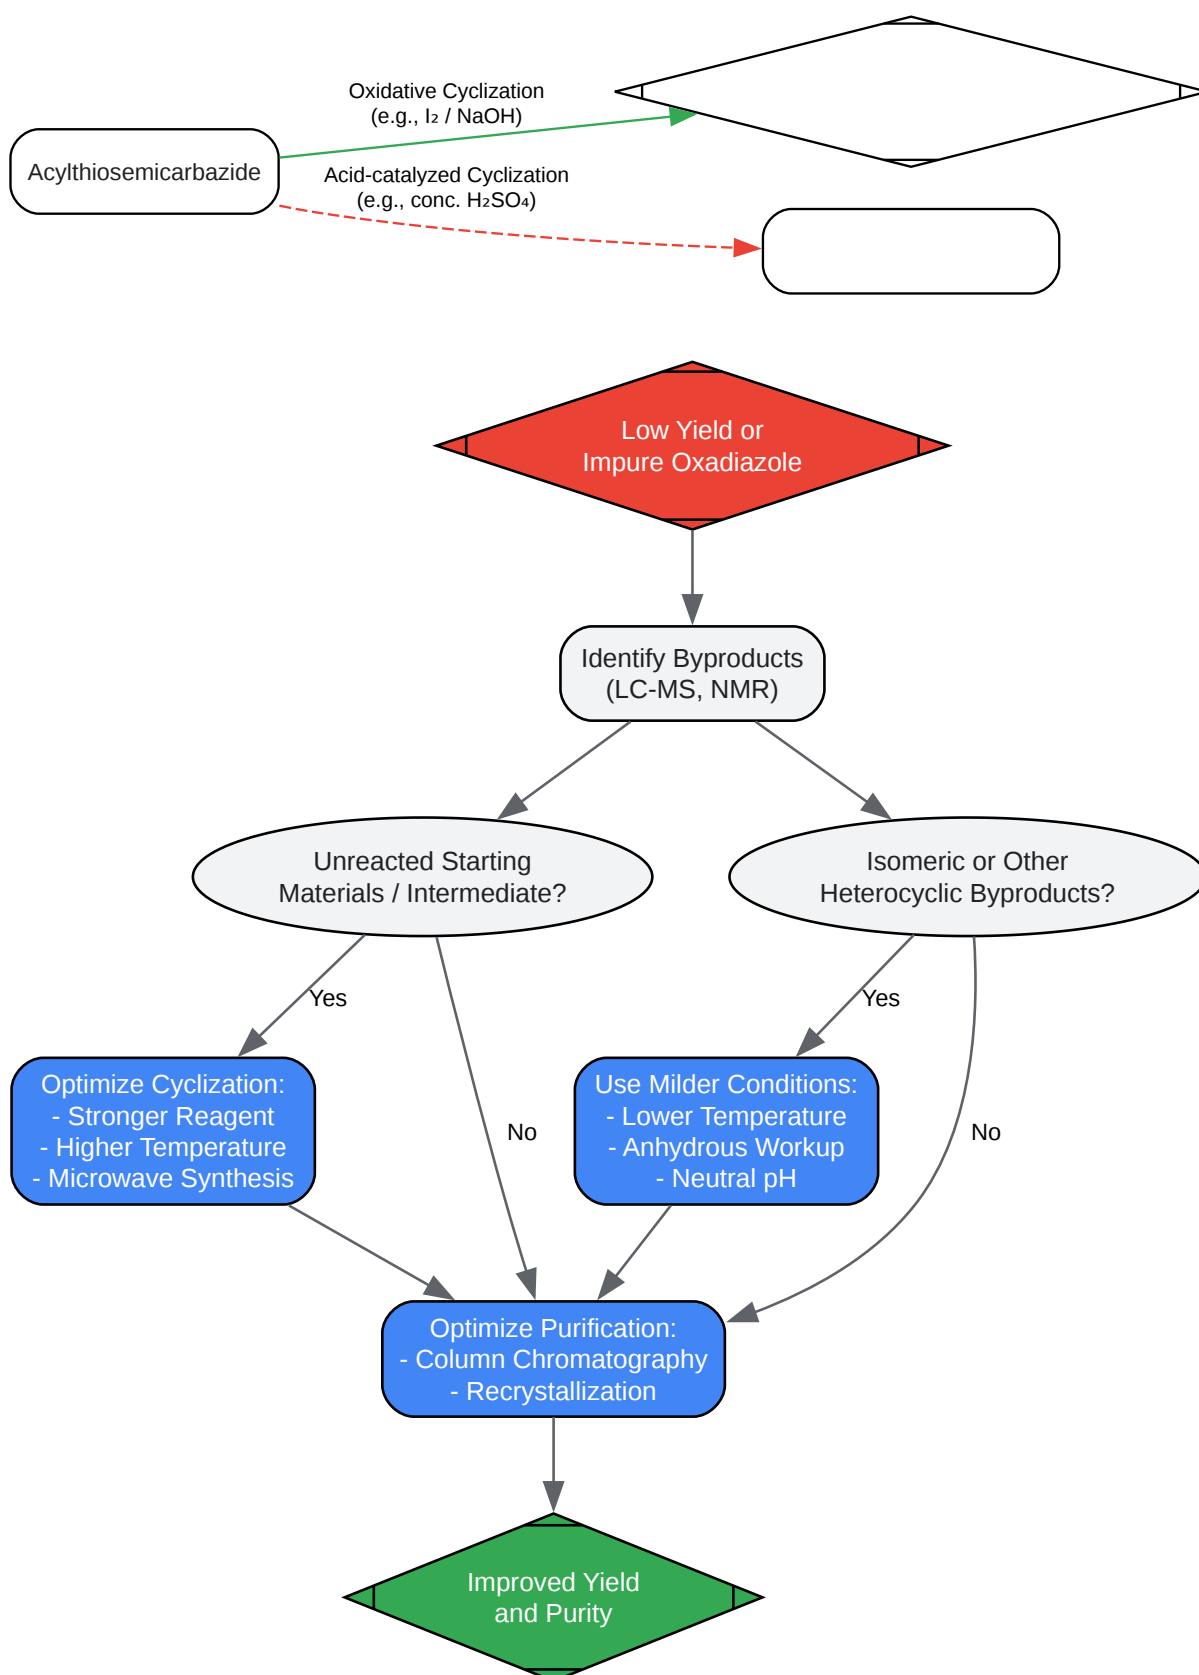 Oxidative Cyclization
(e.g., I₂ / NaOH)
Acylthiosemicarbazide
Acid-catalyzed Cyclization
(e.g., conc. H₂SO₄)
Low Yield or
Impure Oxadiazole
Identify Byproducts
(LC-MS, NMR)
Unreacted Starting
Materials / Intermediate?
Isomeric or Other
Heterocyclic Byproducts?
Yes
Yes
Optimize Cyclization:
- Stronger Reagent
- Higher Temperature
- Microwave Synthesis
No
Use Milder Conditions:
- Lower Temperature
- Anhydrous Workup
- Neutral pH
No
Optimize Purification:
- Column Chromatography
- Recrystallization
Improved Yield
and Purity